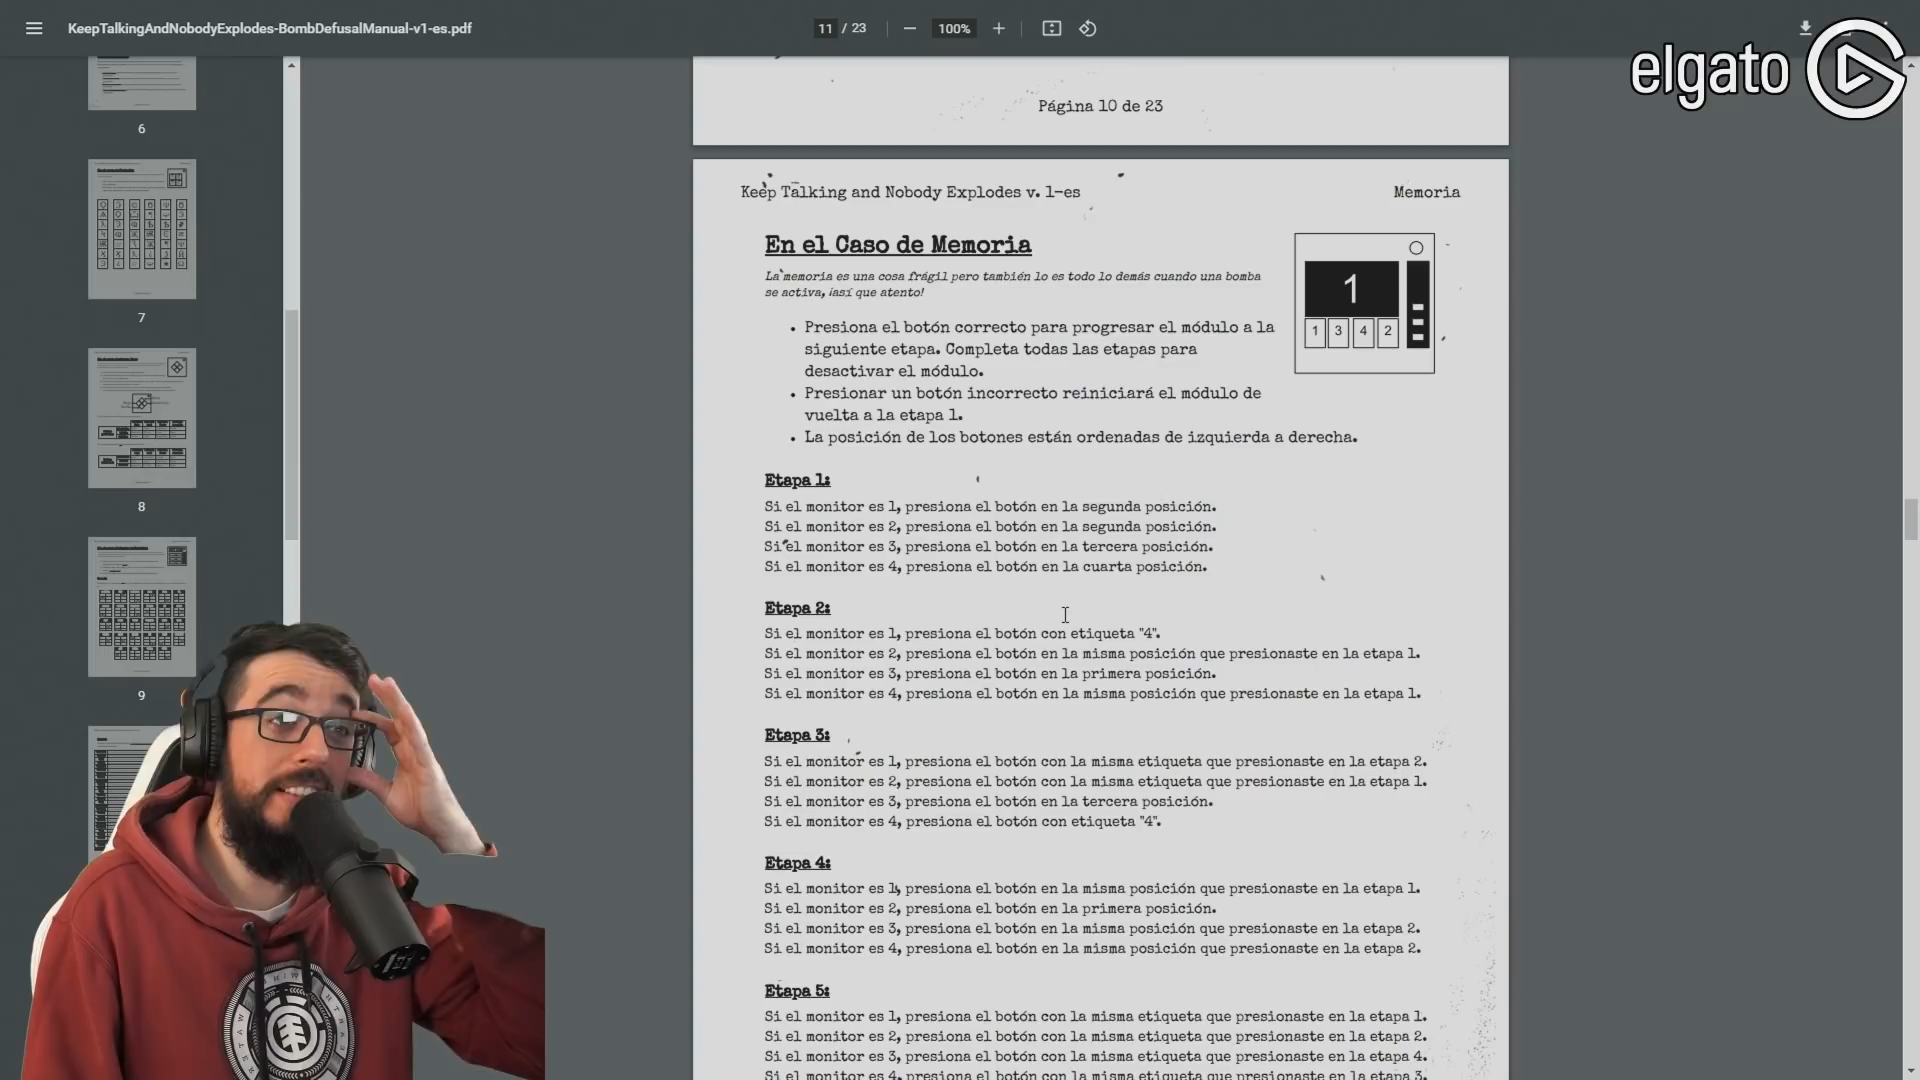 KeepTalkingAndNobodyExplodes-BombDefusalManual-v1-es.pdf
11 / 23
100%
elgato
6
7
8
9
Página 10 de 23
Keep Talking and Nobody Explodes v. 1-es
Memoria
En el Caso de Memoria
La memoria es una cosa frágil pero también lo es todo lo demás cuando una bomba
se activa, ¡así que atento!
1
1 3 4 2
• Presiona el botón correcto para progresar el módulo a la
siguiente etapa. Completa todas las etapas para
desactivar el módulo.
• Presionar un botón incorrecto reiniciará el módulo de
vuelta a la etapa 1.
• La posición de los botones están ordenadas de izquierda a derecha.
Etapa 1:
Si el monitor es 1, presiona el botón en la segunda posición.
Si el monitor es 2, presiona el botón en la segunda posición.
Si el monitor es 3, presiona el botón en la tercera posición.
Si el monitor es 4, presiona el botón en la cuarta posición.
Etapa 2:
Si el monitor es 1, presiona el botón con etiqueta "4".
Si el monitor es 2, presiona el botón en la misma posición que presionaste en la etapa 1.
Si el monitor es 3, presiona el botón en la primera posición.
Si el monitor es 4, presiona el botón en la misma posición que presionaste en la etapa 1.
Etapa 3:
Si el monitor es 1, presiona el botón con la misma etiqueta que presionaste en la etapa 2.
Si el monitor es 2, presiona el botón con la misma etiqueta que presionaste en la etapa 1.
Si el monitor es 3, presiona el botón en la tercera posición.
Si el monitor es 4, presiona el botón con etiqueta "4".
Etapa 4:
Si el monitor es 1, presiona el botón en la misma posición que presionaste en la etapa 1.
Si el monitor es 2, presiona el botón en la primera posición.
Si el monitor es 3, presiona el botón en la misma posición que presionaste en la etapa 2.
Si el monitor es 4, presiona el botón en la misma posición que presionaste en la etapa 2.
Etapa 5:
Si el monitor es 1, presiona el botón con la misma etiqueta que presionaste en la etapa 1.
Si el monitor es 2, presiona el botón con la misma etiqueta que presionaste en la etapa 2.
Si el monitor es 3, presiona el botón con la misma etiqueta que presionaste en la etapa 4.
Si el monitor es 4, presiona el botón con la misma etiqueta que presionaste en la etapa 3.